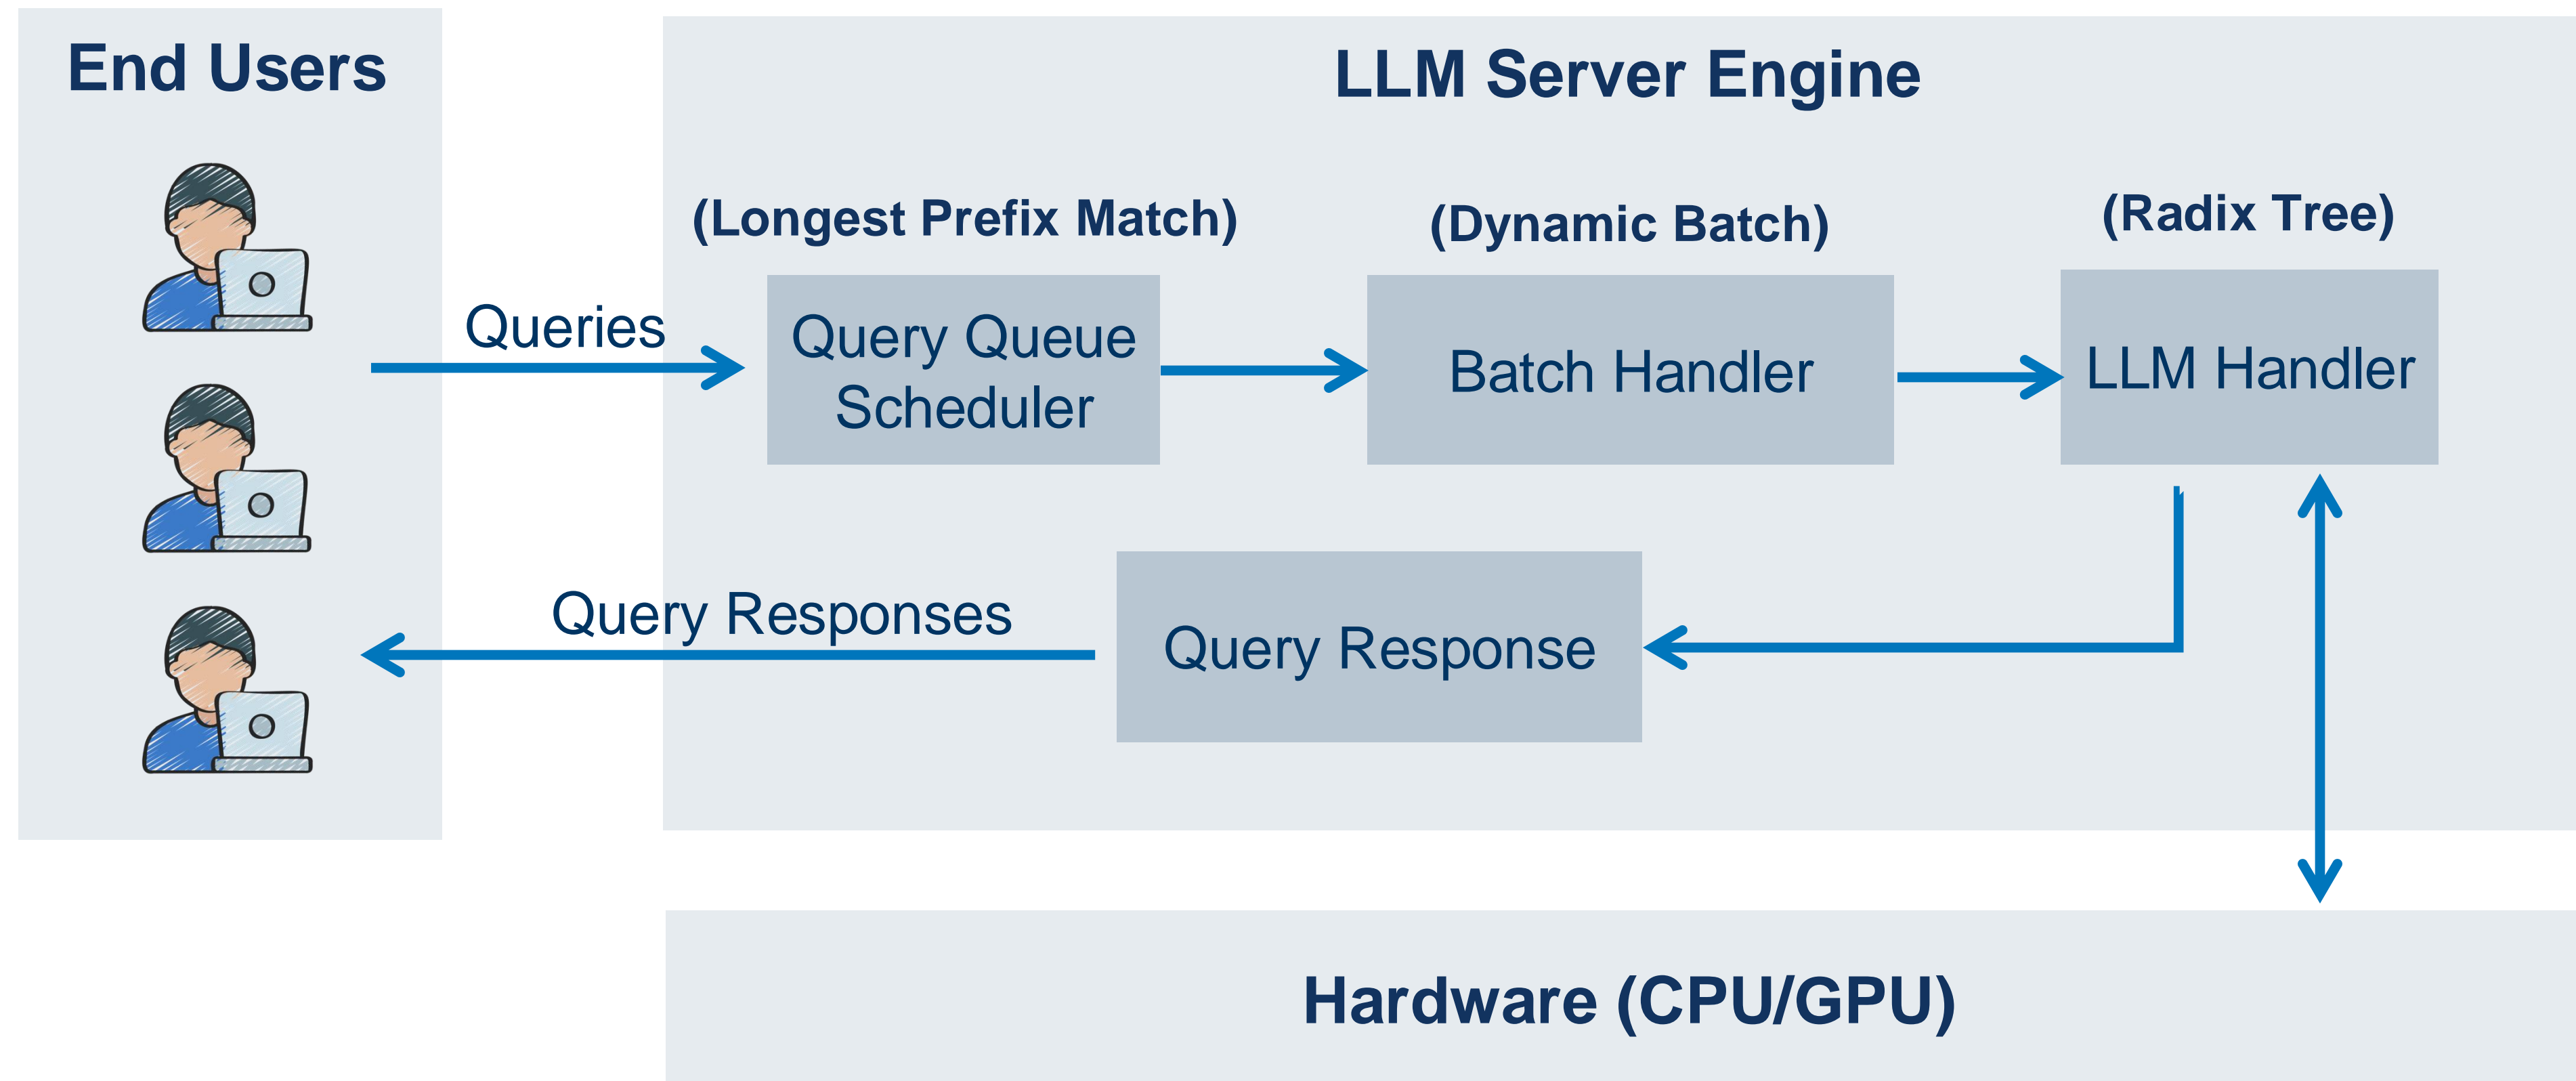 End Users
LLM Server Engine
(Longest Prefix Match)
(Dynamic Batch)
(Radix Tree)
Queries
Query Queue
Scheduler
Batch Handler
LLM Handler
Query Responses
Query Response
Hardware (CPU/GPU)